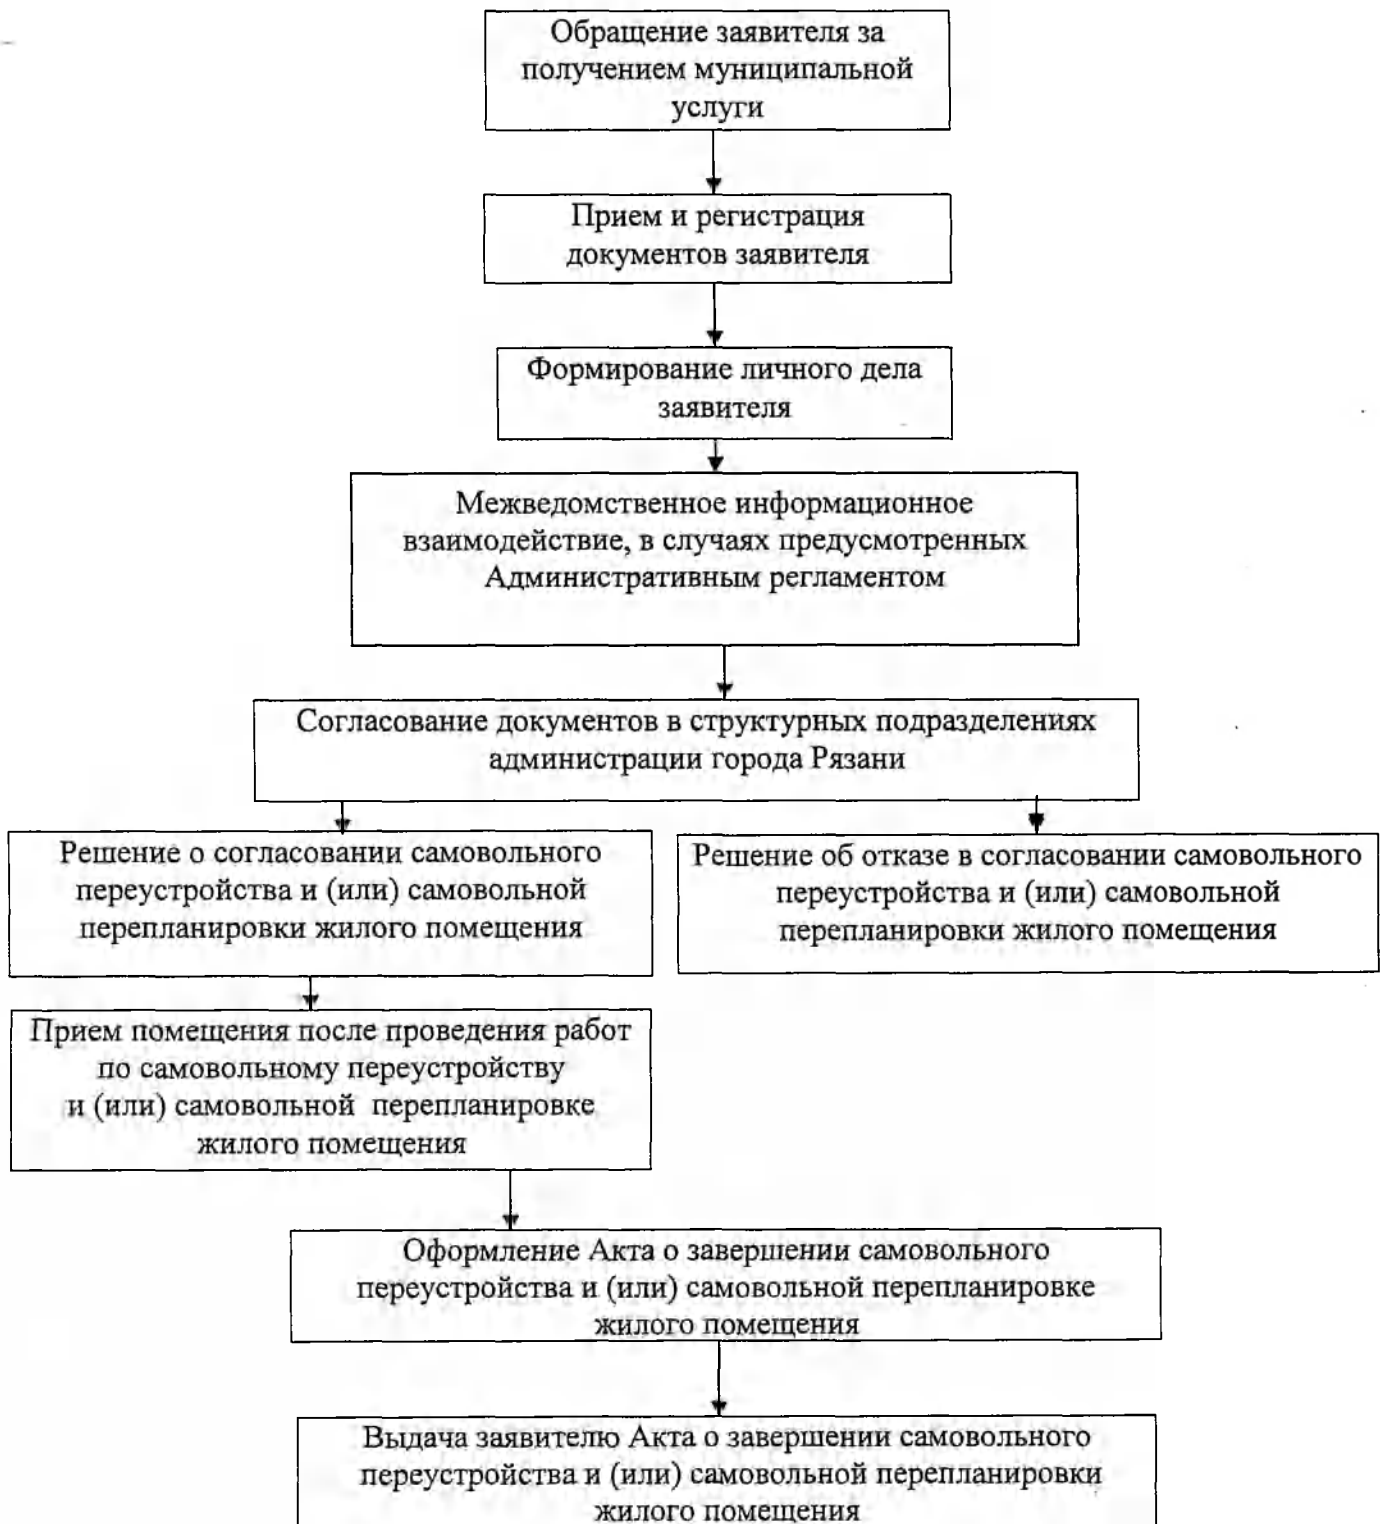 Обращение заявителя за
получением муниципальной
услуги
Прием и регистрация
документов заявителя
Формирование личного дела
заявителя
Межведомственное информационное
взаимодействие, в случаях предусмотренных
Административным регламентом
Согласование документов в структурных подразделениях
администрации города Рязани
Решение о согласовании самовольного
переустройства и (или) самовольной
перепланировки жилого помещения
Решение об отказе в согласовании самовольного
переустройства и (или) самовольной
перепланировки жилого помещения
Прием помещения после проведения работ
по самовольному переустройству
и (или) самовольной перепланировке
жилого помещения
Оформление Акта о завершении самовольного
переустройства и (или) самовольной перепланировке
жилого помещения
Выдача заявителю Акта о завершении самовольного
переустройства и (или) самовольной перепланировки
жилого помещения